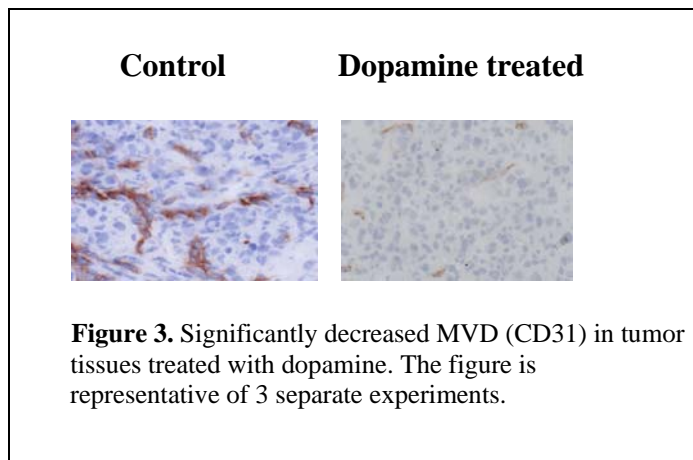 Control Dopamine treated
Figure 3. Significantly decreased MVD (CD31) in tumor
tissues treated with dopamine. The figure is
representative of 3 separate experiments.